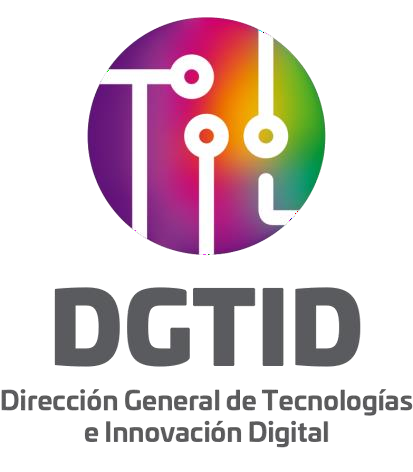 DGTID
Dirección General de Tecnologías
e Innovación Digital